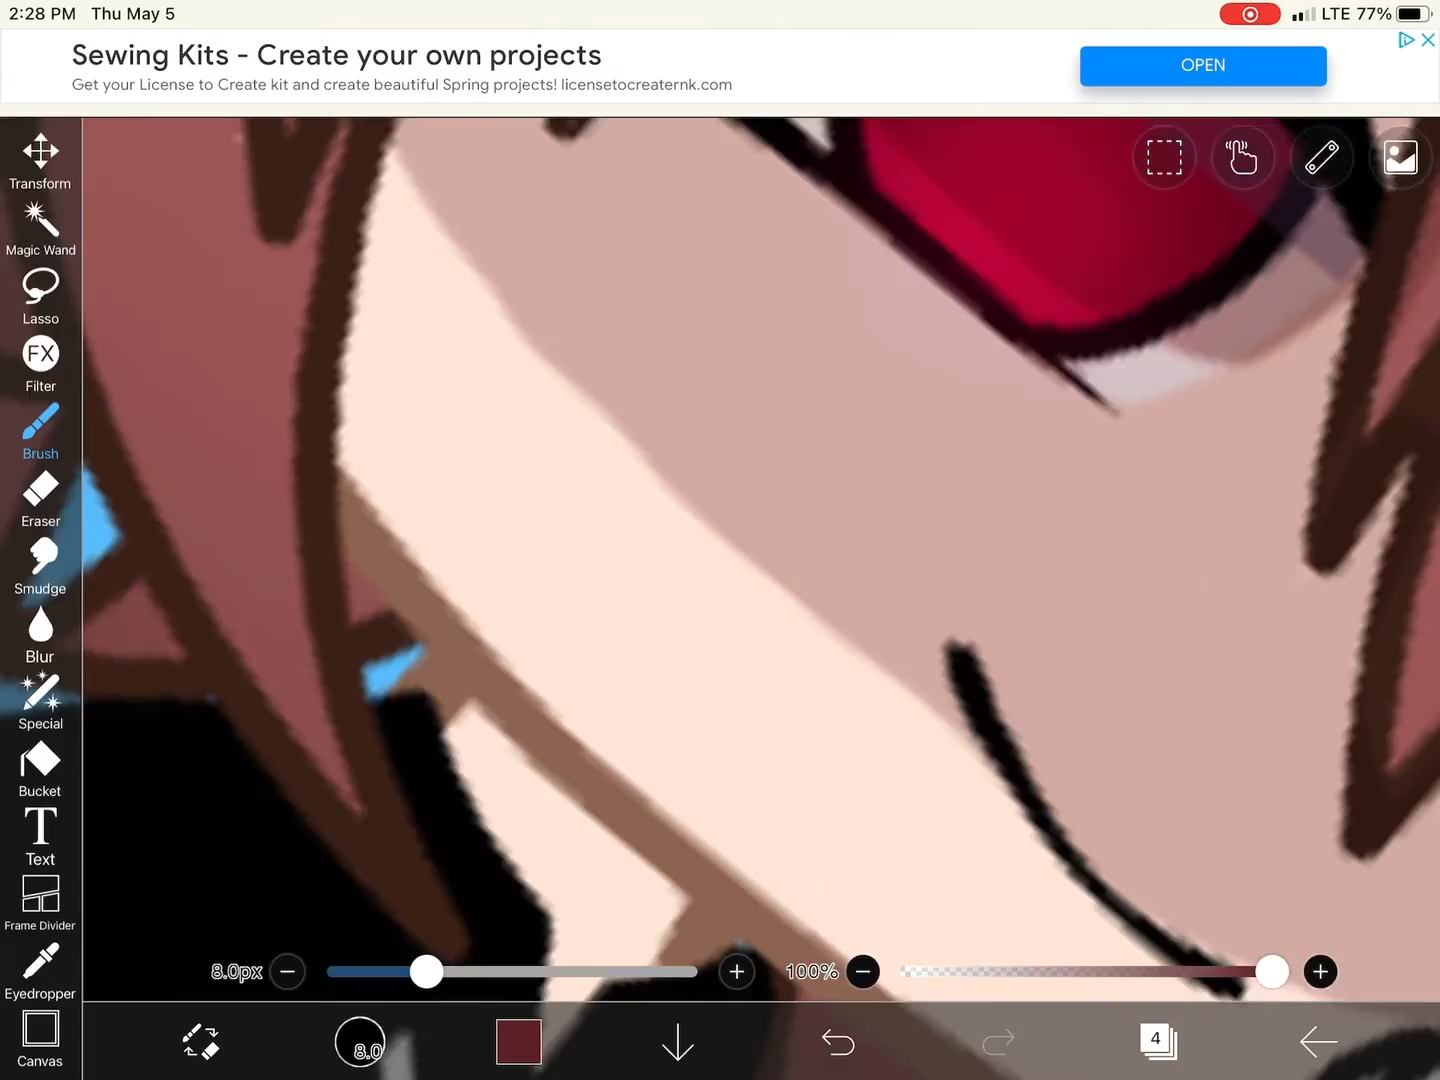 2:28 PM Thu May 5
LTE 77%
Sewing Kits - Create your own projects
Get your License to Create kit and create beautiful Spring projects! licensetocreaternk.com
OPEN
Transform
Magic Wand
Lasso
FX
Filter
Brush
Eraser
Smudge
Blur
Special
Bucket
T
Text
Frame Divider
Eyedropper
Canvas
8.0px
100%
8.0
4